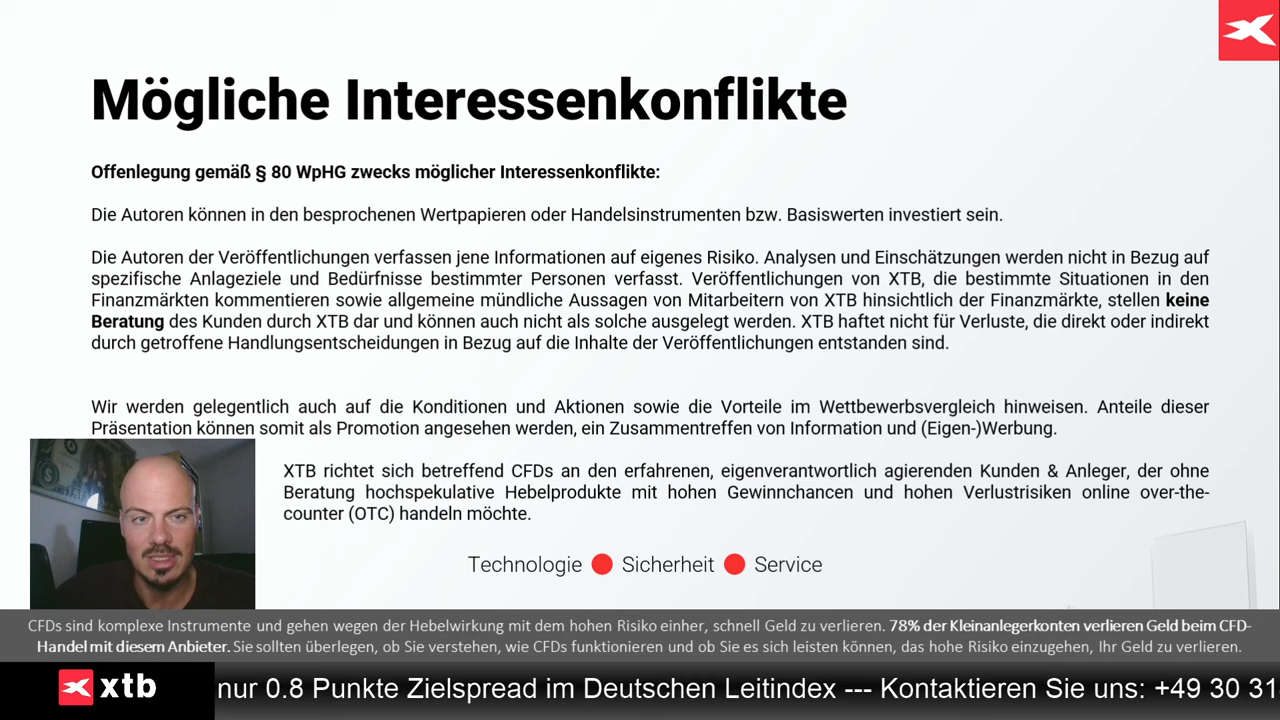 Mögliche Interessenkonflikte
Offenlegung gemäß § 80 WpHG zwecks möglicher Interessenkonflikte:
Die Autoren können in den besprochenen Wertpapieren oder Handelsinstrumenten bzw. Basiswerten investiert sein.
Die Autoren der Veröffentlichungen verfassen jene Informationen auf eigenes Risiko. Analysen und Einschätzungen werden nicht in Bezug auf
spezifische Anlageziele und Bedürfnisse bestimmter Personen verfasst. Veröffentlichungen von XTB, die bestimmte Situationen in den
Finanzmärkten kommentieren sowie allgemeine mündliche Aussagen von Mitarbeitern von XTB hinsichtlich der Finanzmärkte, stellen keine
Beratung des Kunden durch XTB dar und können auch nicht als solche ausgelegt werden. XTB haftet nicht für Verluste, die direkt oder indirekt
durch getroffene Handlungsentscheidungen in Bezug auf die Inhalte der Veröffentlichungen entstanden sind.
Wir werden gelegentlich auch auf die Konditionen und Aktionen sowie die Vorteile im Wettbewerbsvergleich hinweisen. Anteile dieser
Präsentation können somit als Promotion angesehen werden, ein Zusammentreffen von Information und (Eigen-)Werbung.
XTB richtet sich betreffend CFDs an den erfahrenen, eigenverantwortlich agierenden Kunden & Anleger, der ohne
Beratung hochspekulative Hebelprodukte mit hohen Gewinnchancen und hohen Verlustrisiken online over-the-
counter (OTC) handeln möchte.
Technologie Sicherheit Service
CFDs sind komplexe Instrumente und gehen wegen der Hebelwirkung mit dem hohen Risiko einher, schnell Geld zu verlieren. 78% der Kleinanlegerkonten verlieren Geld beim CFD-
Handel mit diesem Anbieter. Sie sollten überlegen, ob Sie verstehen, wie CFDs funktionieren und ob Sie es sich leisten können, das hohe Risiko einzugehen, Ihr Geld zu verlieren.
xtb nur 0.8 Punkte Zielspread im Deutschen Leitindex --- Kontaktieren Sie uns: +49 30 31